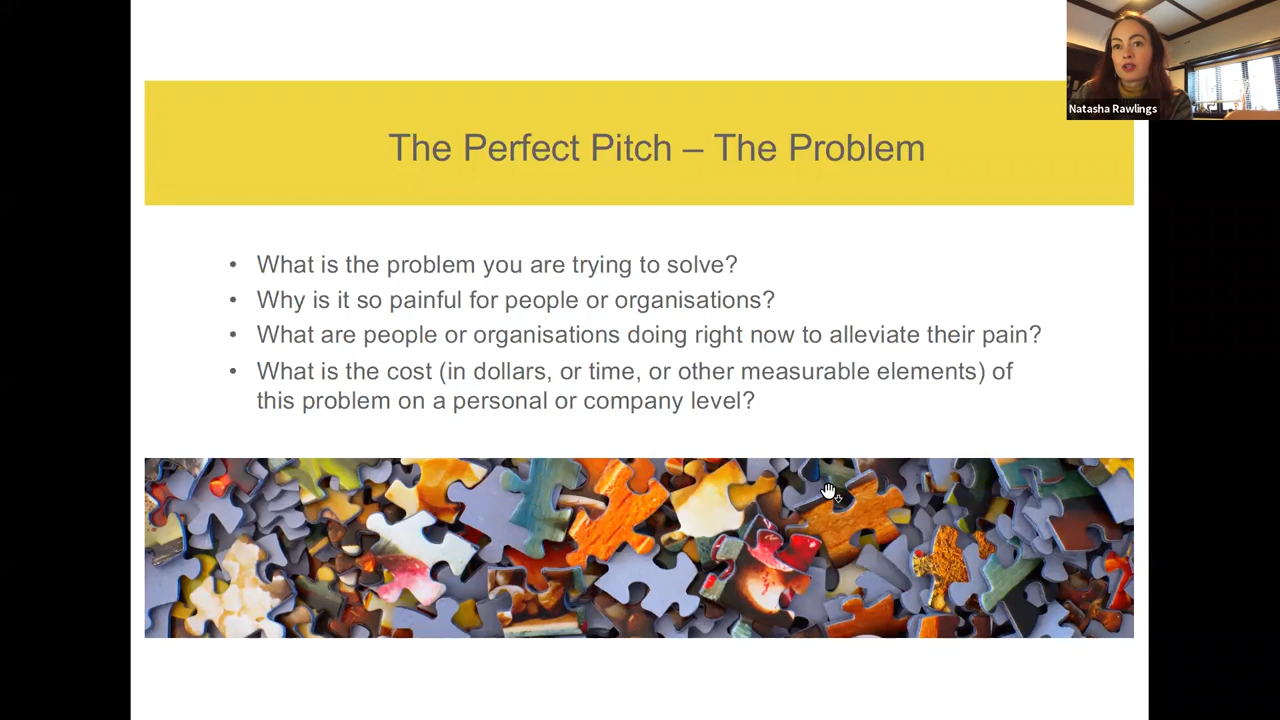 Natasha Rawlings
The Perfect Pitch – The Problem
• What is the problem you are trying to solve?
• Why is it so painful for people or organisations?
• What are people or organisations doing right now to alleviate their pain?
• What is the cost (in dollars, or time, or other measurable elements) of
this problem on a personal or company level?